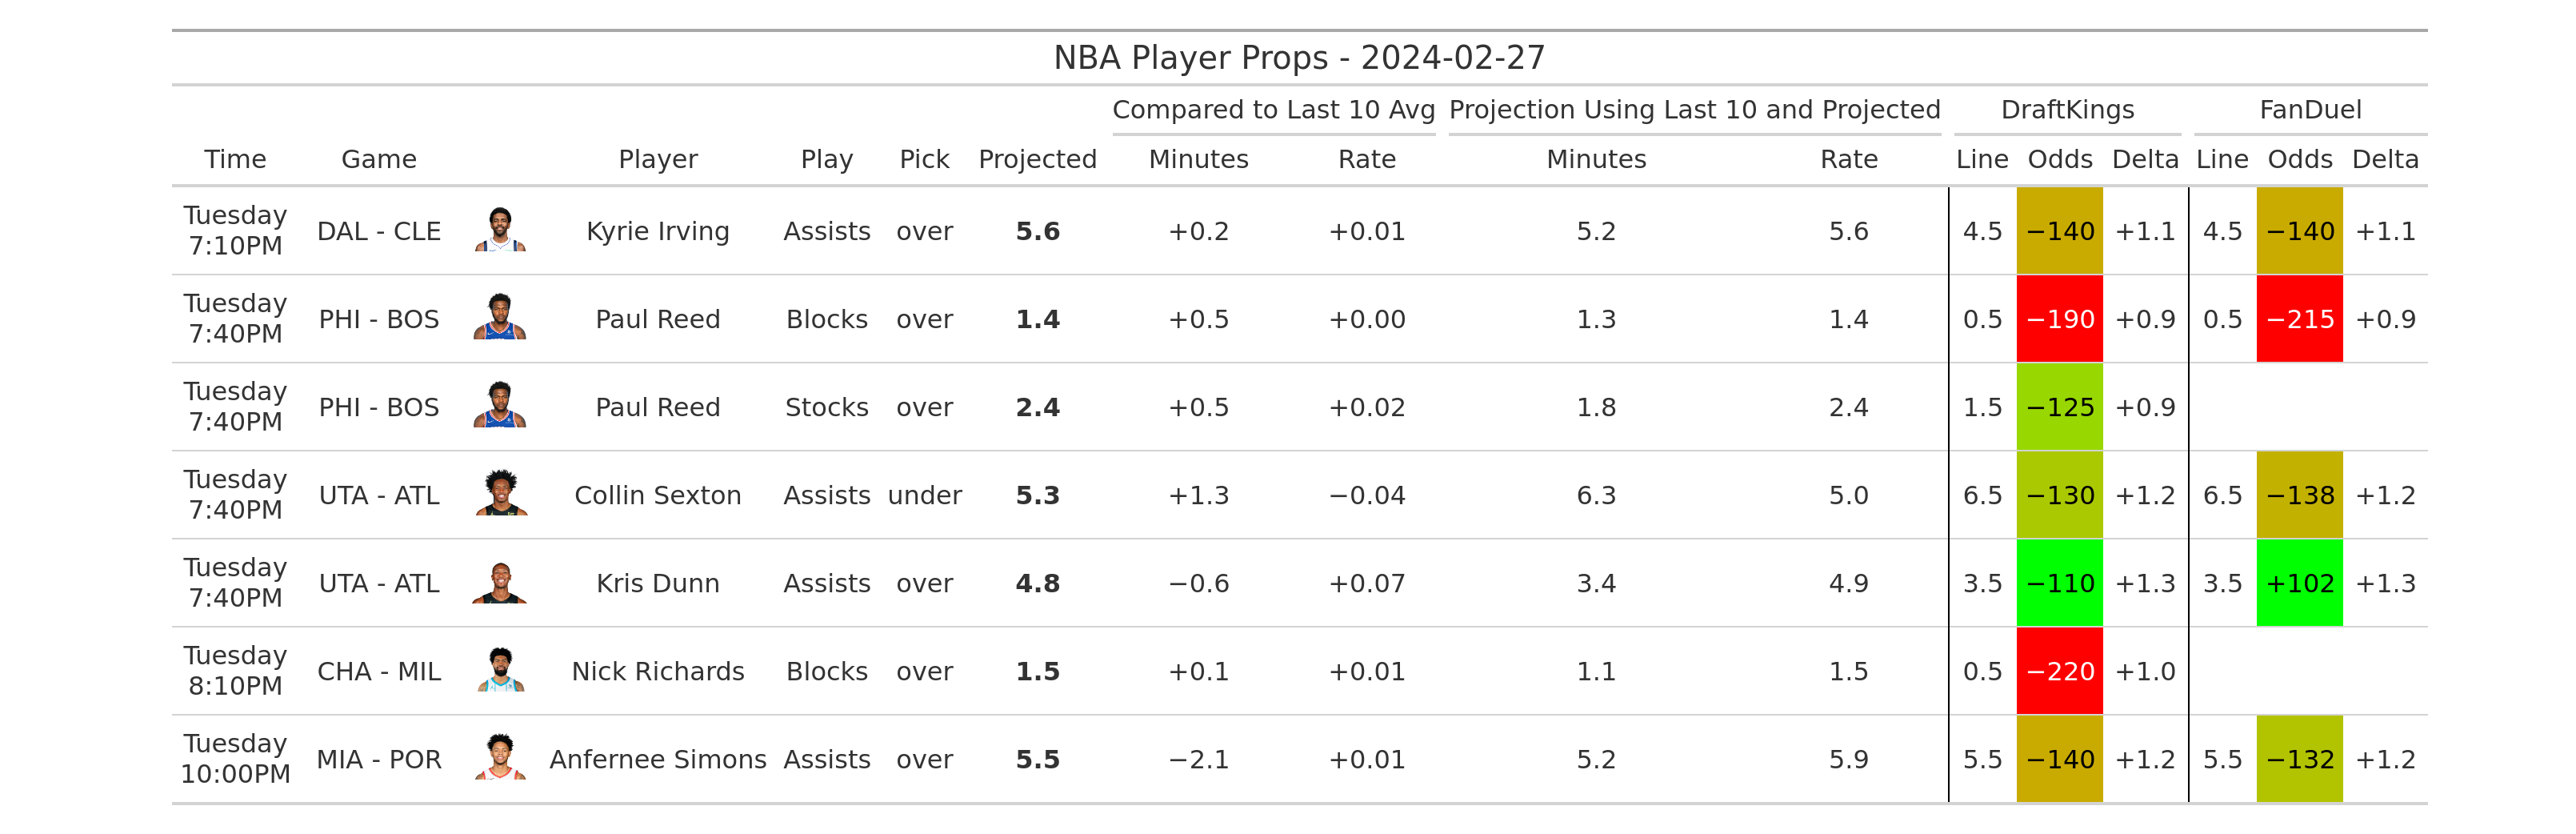 NBA Player Props - 2024-02-27
Compared to Last 10 Avg Projection Using Last 10 and Projected DraftKings FanDuel
Time Game Player Play Pick Projected Minutes Rate Minutes Rate Line Odds Delta Line Odds Delta
Tuesday
7:10PM DAL - CLE Kyrie Irving Assists over 5.6 +0.2 +0.01 5.2 5.6 4.5 −140 +1.1 4.5 −140 +1.1
Tuesday
7:40PM PHI - BOS Paul Reed Blocks over 1.4 +0.5 +0.00 1.3 1.4 0.5 −190 +0.9 0.5 −215 +0.9
Tuesday
7:40PM PHI - BOS Paul Reed Stocks over 2.4 +0.5 +0.02 1.8 2.4 1.5 −125 +0.9
Tuesday
7:40PM UTA - ATL Collin Sexton Assists under 5.3 +1.3 −0.04 6.3 5.0 6.5 −130 +1.2 6.5 −138 +1.2
Tuesday
7:40PM UTA - ATL Kris Dunn Assists over 4.8 −0.6 +0.07 3.4 4.9 3.5 −110 +1.3 3.5 +102 +1.3
Tuesday
8:10PM CHA - MIL Nick Richards Blocks over 1.5 +0.1 +0.01 1.1 1.5 0.5 −220 +1.0
Tuesday
10:00PM MIA - POR Anfernee Simons Assists over 5.5 −2.1 +0.01 5.2 5.9 5.5 −140 +1.2 5.5 −132 +1.2